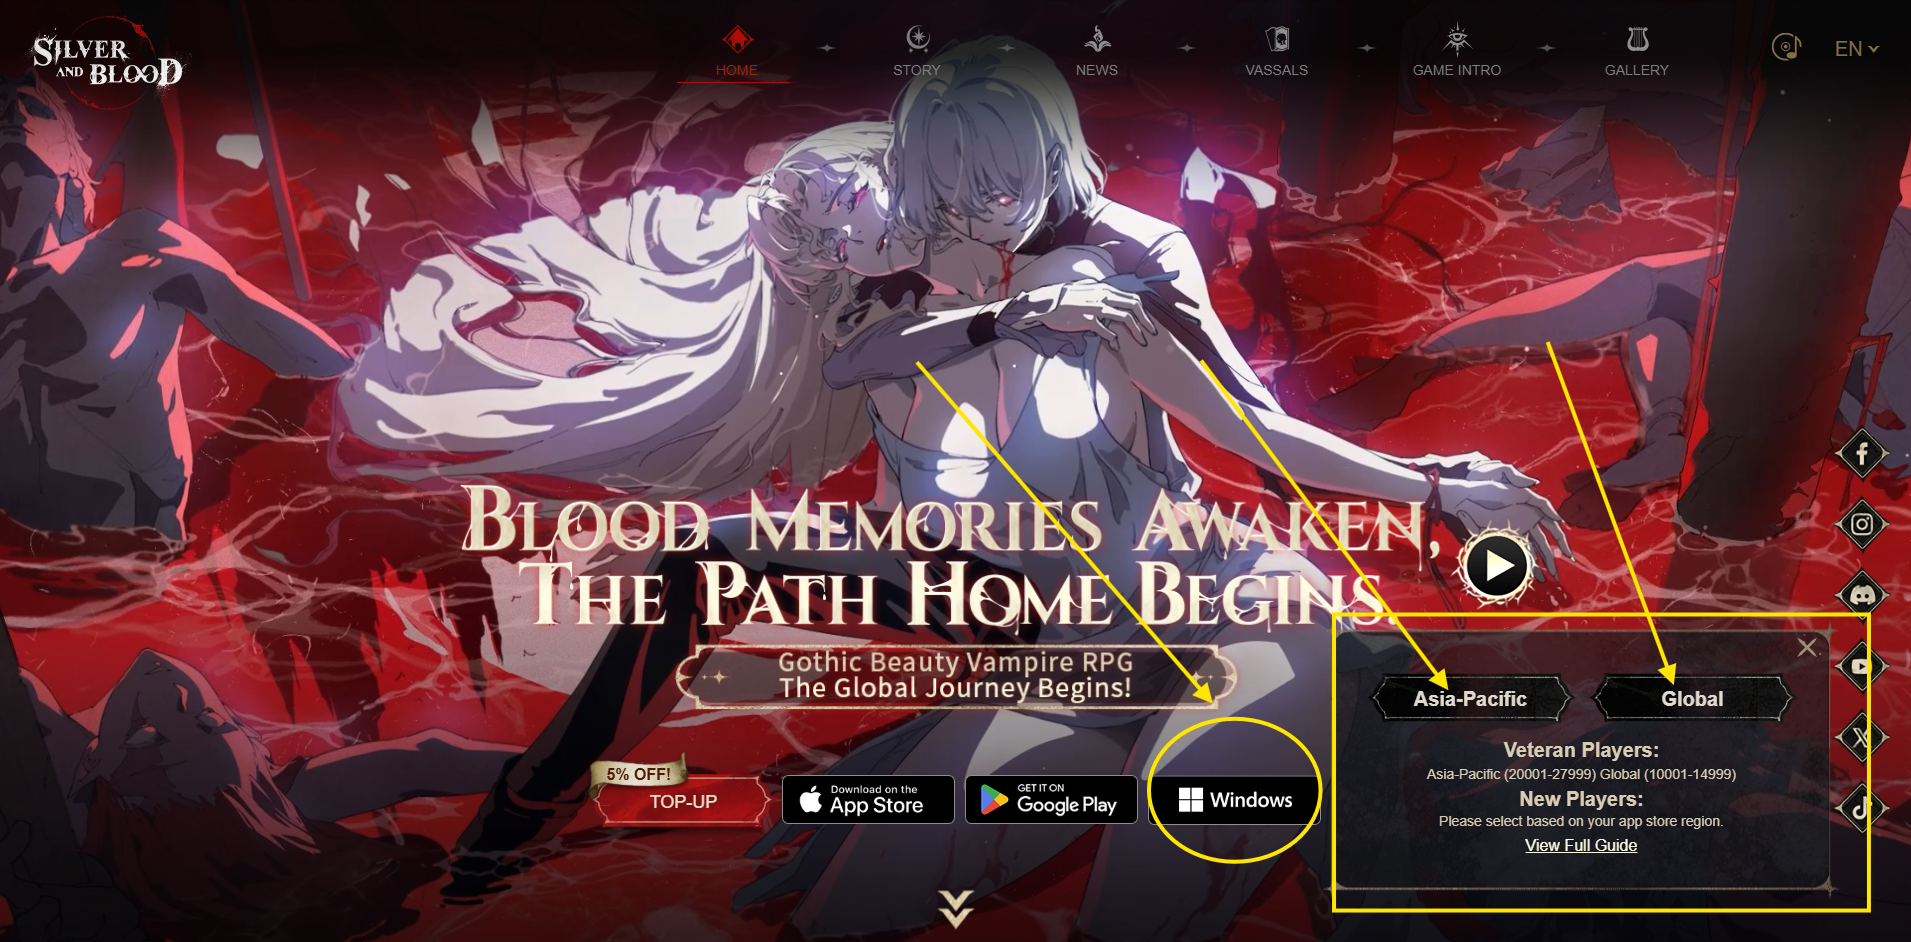 SILVER
AND BLOOD
HOME
STORY
NEWS
VASSALS
GAME INTRO
GALLERY
EN
BLOOD MEMORIES AWAKEN,
THE PATH HOME BEGINS.
Gothic Beauty Vampire RPG
The Global Journey Begins!
5% OFF!
TOP-UP
Download on the
App Store
GET IT ON
Google Play
Windows
Asia-Pacific
Global
Veteran Players:
Asia-Pacific (20001-27999) Global (10001-14999)
New Players:
Please select based on your app store region.
View Full Guide